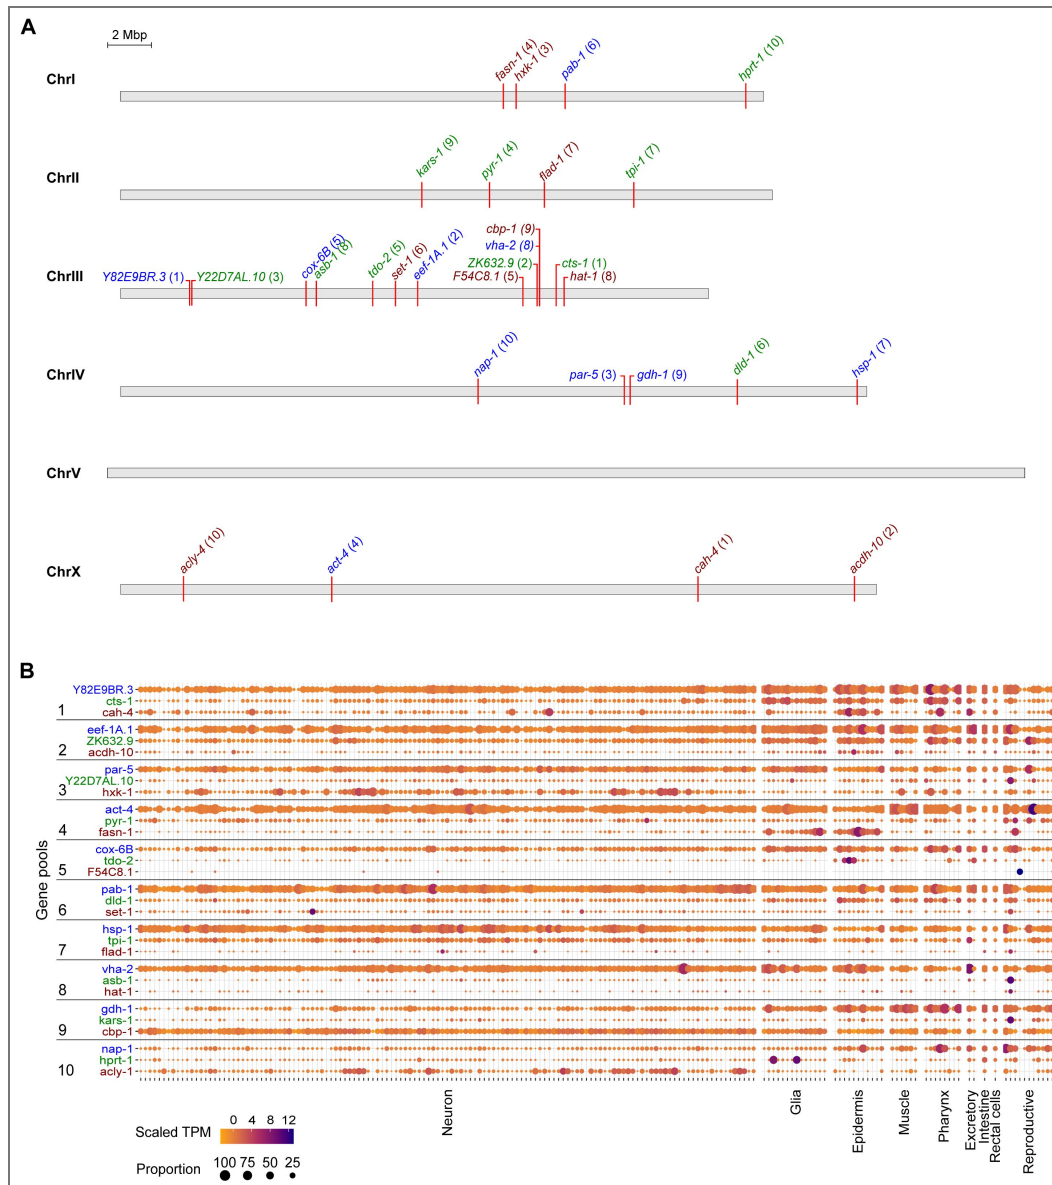 A
2 Mbp
ChrI
fasn-1 (4)
hxk-1 (3)
pab-1 (6)
hprt-1 (10)
ChrII
kars-1 (9)
pyr-1 (4)
flad-1 (7)
tpi-1 (7)
ChrIII
Y82E9BR.3 (1)
Y22D7AL.10 (3)
cox-6B (5)
asb-1 (8)
tdo-2 (5)
set-1 (6)
eef-1A.1 (2)
cbp-1 (9)
vha-2 (8)
ZK632.9 (2)
F54C8.1 (5)
cts-1 (1)
hat-1 (8)
ChrIV
nap-1 (10)
par-5 (3)
gdh-1 (9)
dld-1 (6)
hsp-1 (7)
ChrV
ChrX
acly-4 (10)
act-4 (4)
cah-4 (1)
acdh-10 (2)
B
Gene pools
Y82E9BR.3
cts-1
1 cah-4
eef-1A.1
ZK632.9
2 acdh-10
par-5
Y22D7AL.10
3 hxk-1
act-4
pyr-1
4 fasn-1
cox-6B
tdo-2
5 F54C8.1
pab-1
dld-1
6 set-1
hsp-1
tpi-1
7 flad-1
vha-2
asb-1
8 hat-1
gdh-1
kars-1
9 cbp-1
nap-1
hprt-1
10 acly-1
Neuron
Glia
Epidermis
Muscle
Pharynx
Excretory
Intestine
Rectal cells
Reproductive
0 4 8 12
Scaled TPM
100 75 50 25
Proportion